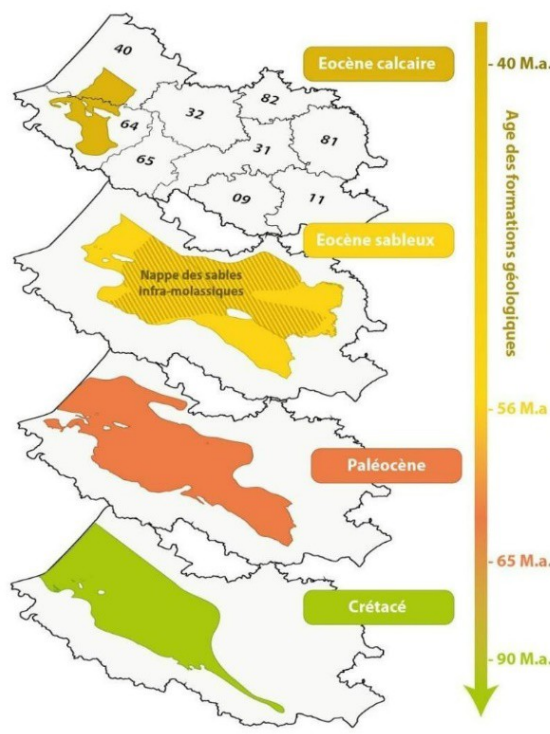 Eocène calcaire
- 40 M.a.
40
32
82
64
31
81
65
09
11
Age des formations géologiques
Eocène sableux
Nappe des sables
infra-molassiques
- 56 M.a
Paléocène
- 65 M.a.
Crétacé
- 90 M.a.